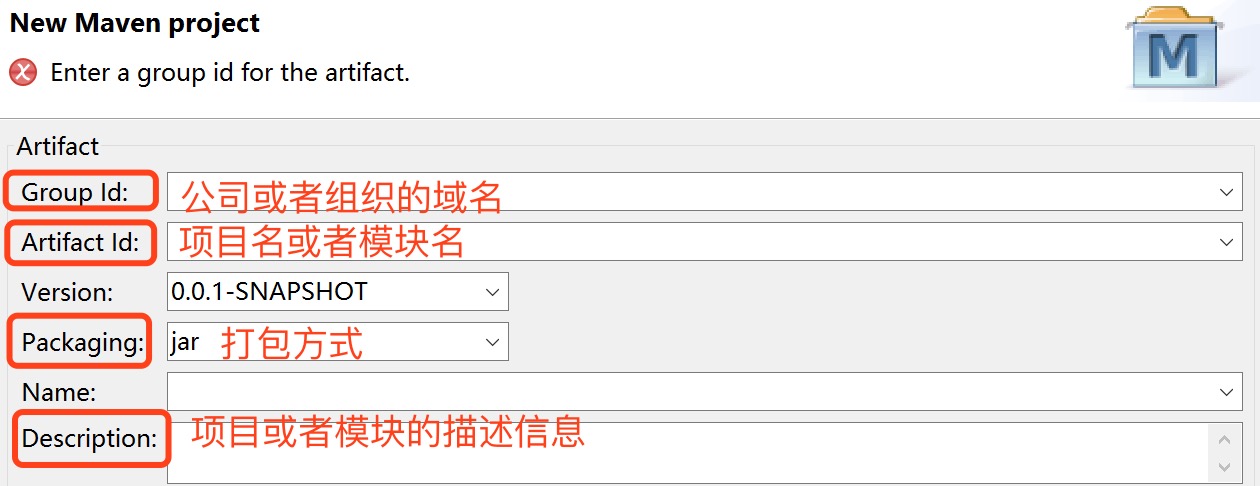 New Maven project
Enter a group id for the artifact.
M
Artifact
Group Id: 公司或者组织的域名
Artifact Id: 项目名或者模块名
Version: 0.0.1-SNAPSHOT
Packaging: jar 打包方式
Name:
Description: 项目或者模块的描述信息